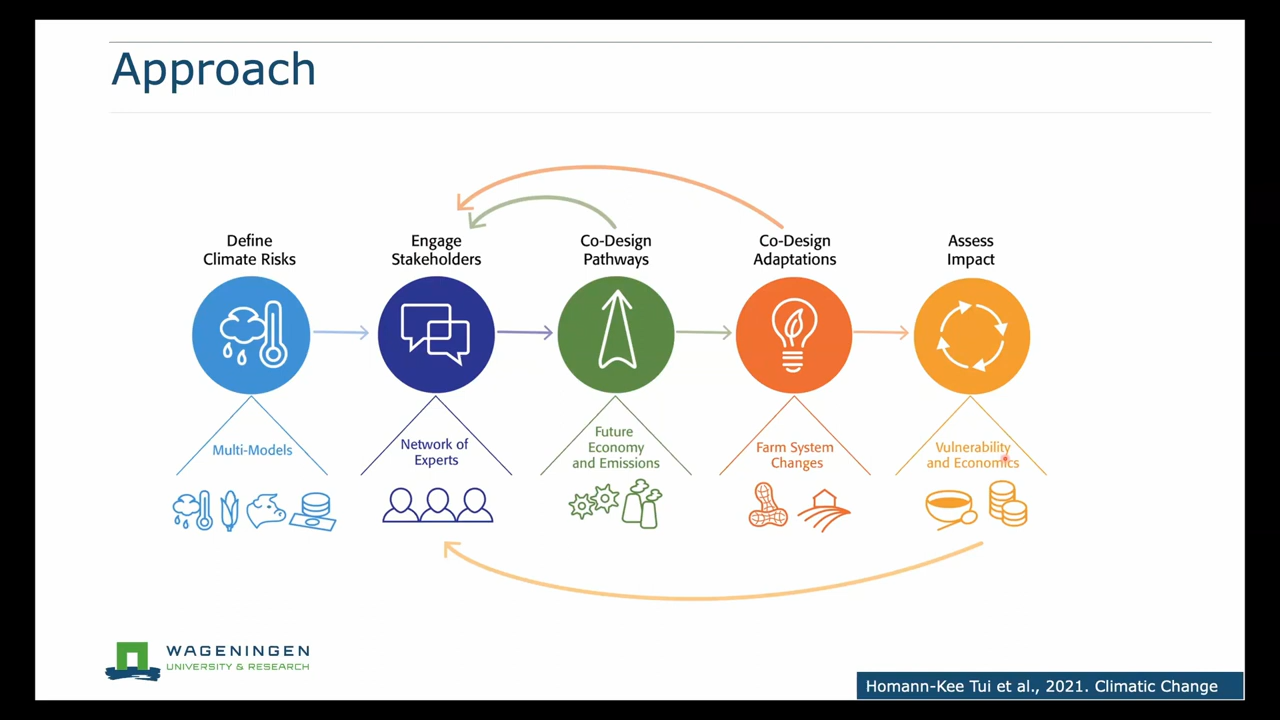 Approach
Define
Climate Risks
Engage
Stakeholders
Co-Design
Pathways
Co-Design
Adaptations
Assess
Impact
Multi-Models
Network of
Experts
Future
Economy
and Emissions
Farm System
Changes
Vulnerability
and Economics
WAGENINGEN
UNIVERSITY & RESEARCH
Homann-Kee Tui et al., 2021. Climatic Change